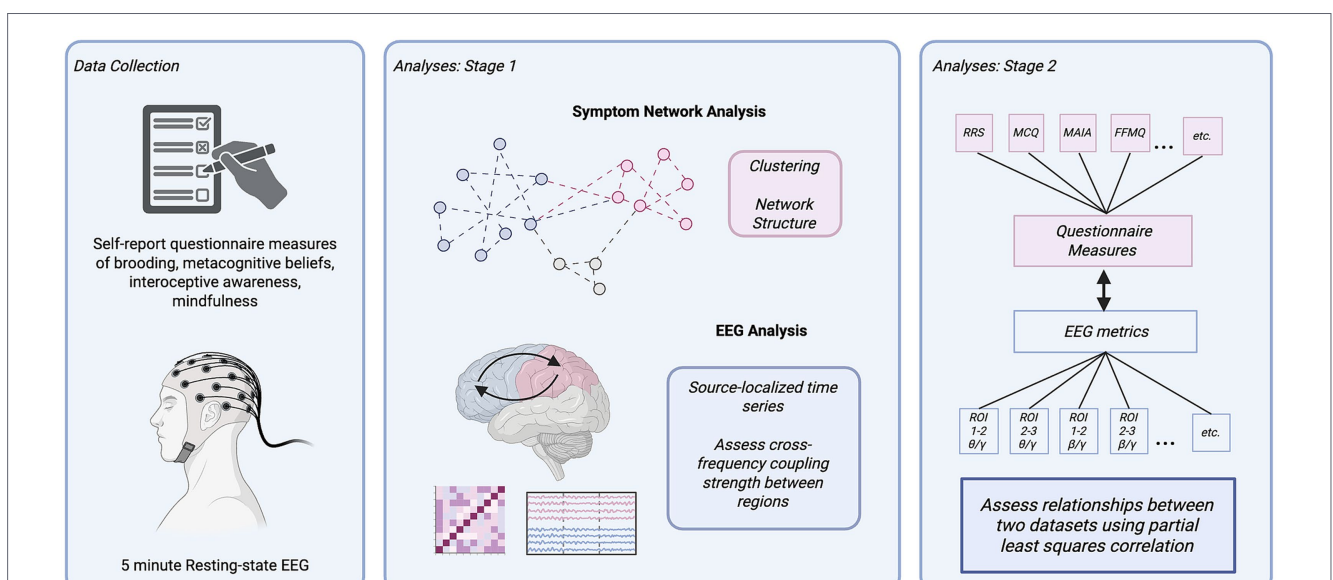 Data Collection
Self-report questionnaire measures
of brooding, metacognitive beliefs,
interoceptive awareness,
mindfulness
5 minute Resting-state EEG
Analyses: Stage 1
Symptom Network Analysis
Clustering
Network
Structure
EEG Analysis
Source-localized time
series
Assess cross-
frequency coupling
strength between
regions
Analyses: Stage 2
RRS
MCQ
MAIA
FFMQ
...
etc.
Questionnaire
Measures
EEG metrics
ROI
1-2
θ/γ
ROI
2-3
θ/γ
ROI
1-2
β/γ
ROI
2-3
β/γ
...
etc.
Assess relationships between
two datasets using partial
least squares correlation